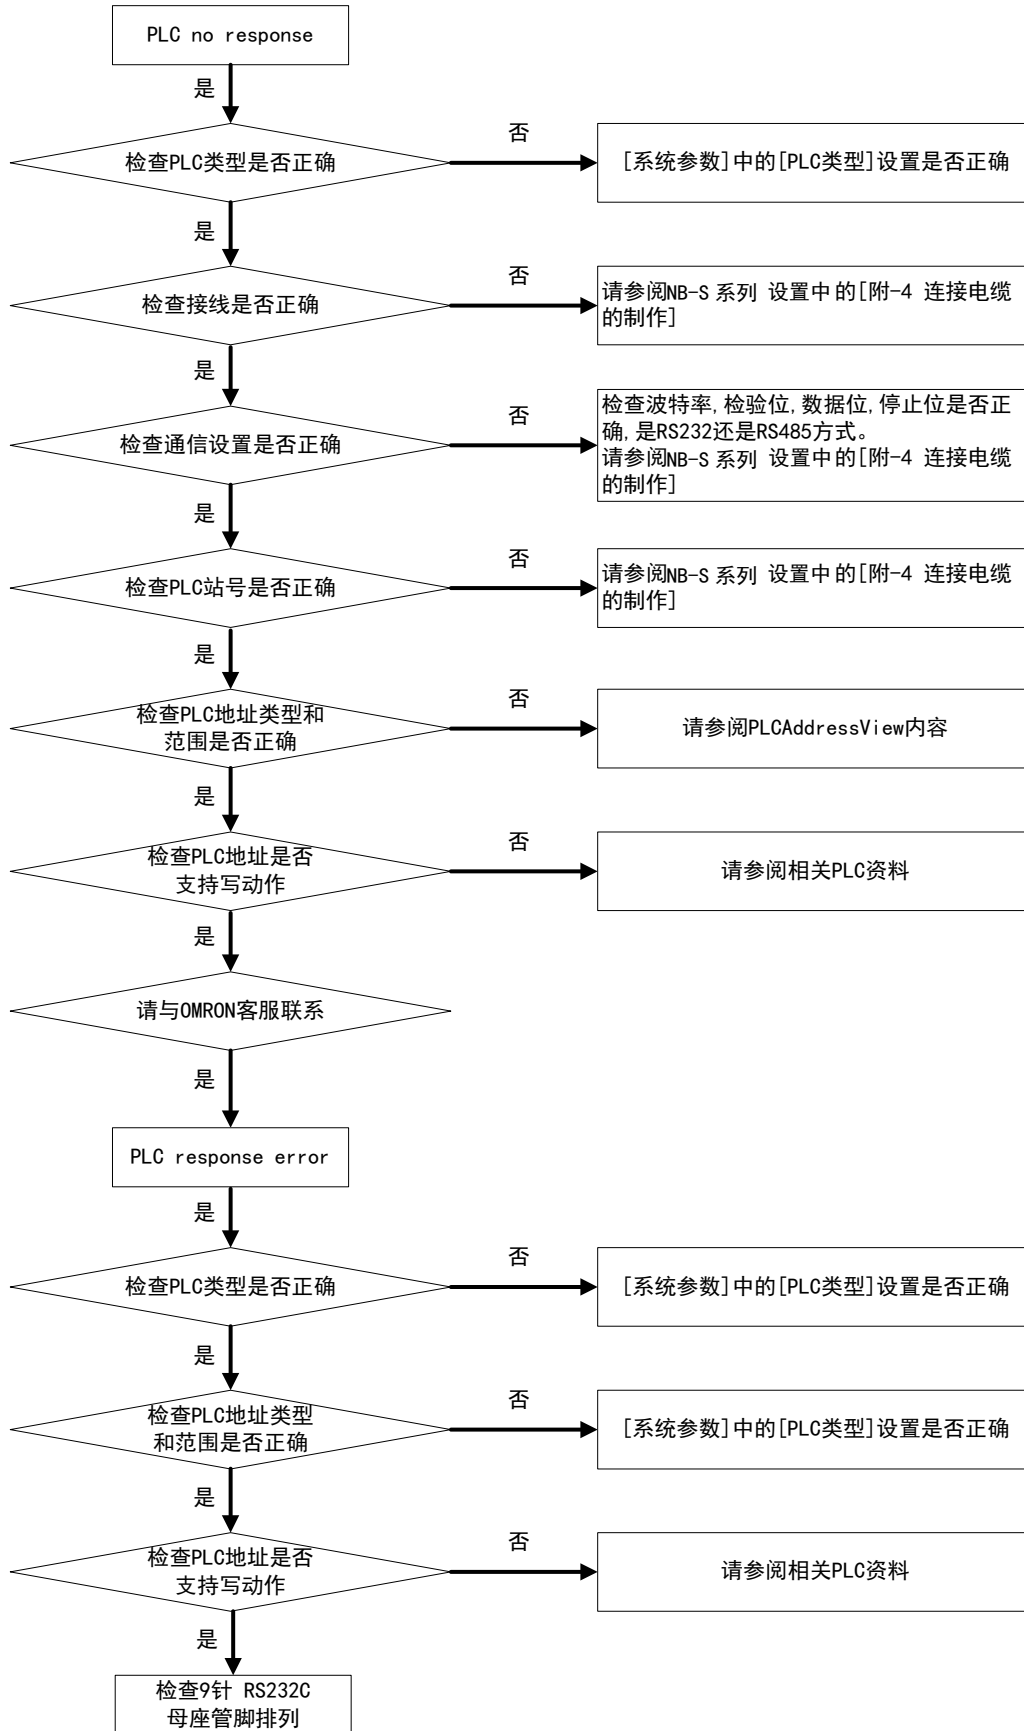 PLC no response
是
否
检查PLC类型是否正确
[系统参数]中的[PLC类型]设置是否正确
是
否
检查接线是否正确
请参阅NB-S 系列 设置中的[附-4 连接电缆
的制作]
是
否
检查通信设置是否正确
检查波特率,检验位,数据位,停止位是否正
确,是RS232还是RS485方式。
请参阅NB-S 系列 设置中的[附-4 连接电缆
的制作]
是
否
检查PLC站号是否正确
请参阅NB-S 系列 设置中的[附-4 连接电缆
的制作]
是
否
检查PLC地址类型和
范围是否正确
请参阅PLCAddressView内容
是
否
检查PLC地址是否
支持写动作
请参阅相关PLC资料
是
请与OMRON客服联系
是
PLC response error
是
否
检查PLC类型是否正确
[系统参数]中的[PLC类型]设置是否正确
是
否
检查PLC地址类型
和范围是否正确
[系统参数]中的[PLC类型]设置是否正确
是
否
检查PLC地址是否
支持写动作
请参阅相关PLC资料
是
检查9针 RS232C
母座管脚排列